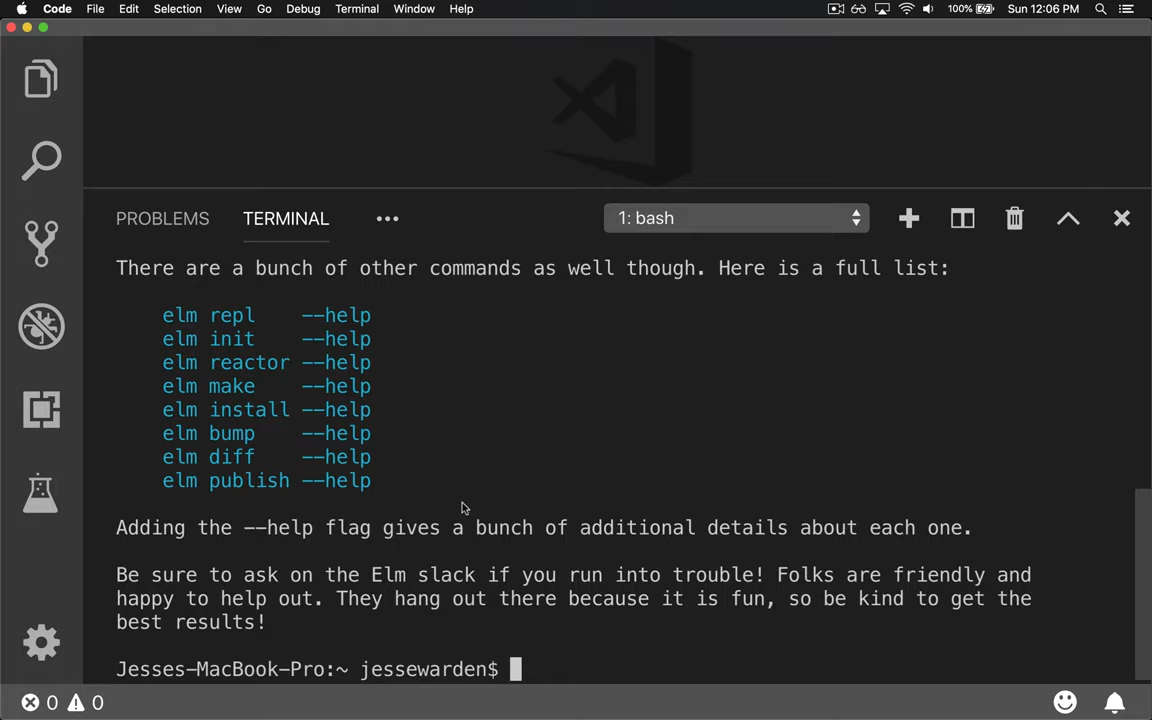 Code File Edit Selection View Go Debug Terminal Window Help 100% Sun 12:06 PM
PROBLEMS TERMINAL ••• 1: bash
There are a bunch of other commands as well though. Here is a full list:
elm repl --help
elm init --help
elm reactor --help
elm make --help
elm install --help
elm bump --help
elm diff --help
elm publish --help
Adding the --help flag gives a bunch of additional details about each one.
Be sure to ask on the Elm slack if you run into trouble! Folks are friendly and
happy to help out. They hang out there because it is fun, so be kind to get the
best results!
Jesses-MacBook-Pro:~ jessewarden$
0 0